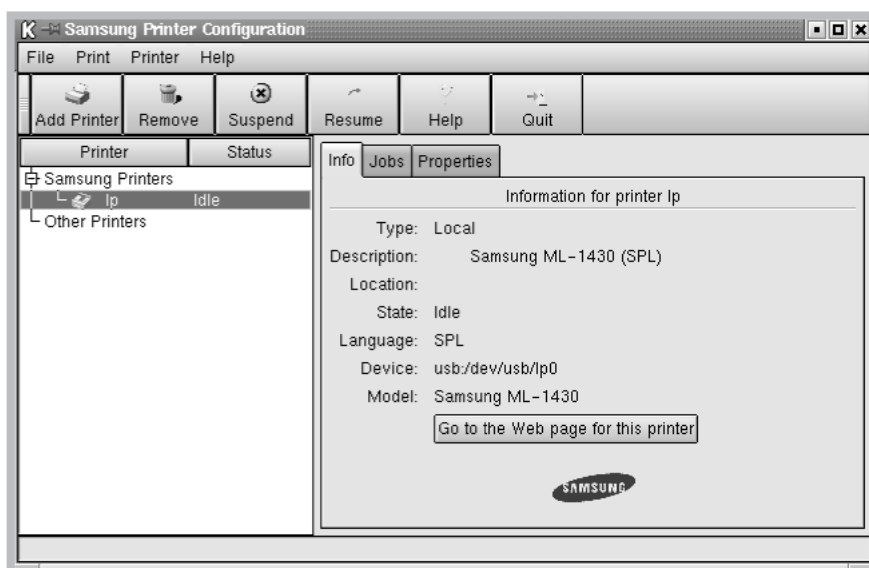 K Samsung Printer Configuration
File Print Printer Help
Add Printer Remove Suspend Resume Help Quit
Printer Status
Samsung Printers
lp Idle
Other Printers
Info Jobs Properties
Information for printer lp
Type: Local
Description: Samsung ML-1430 (SPL)
Location:
State: Idle
Language: SPL
Device: usb:/dev/usb/lp0
Model: Samsung ML-1430
Go to the Web page for this printer
SAMSUNG